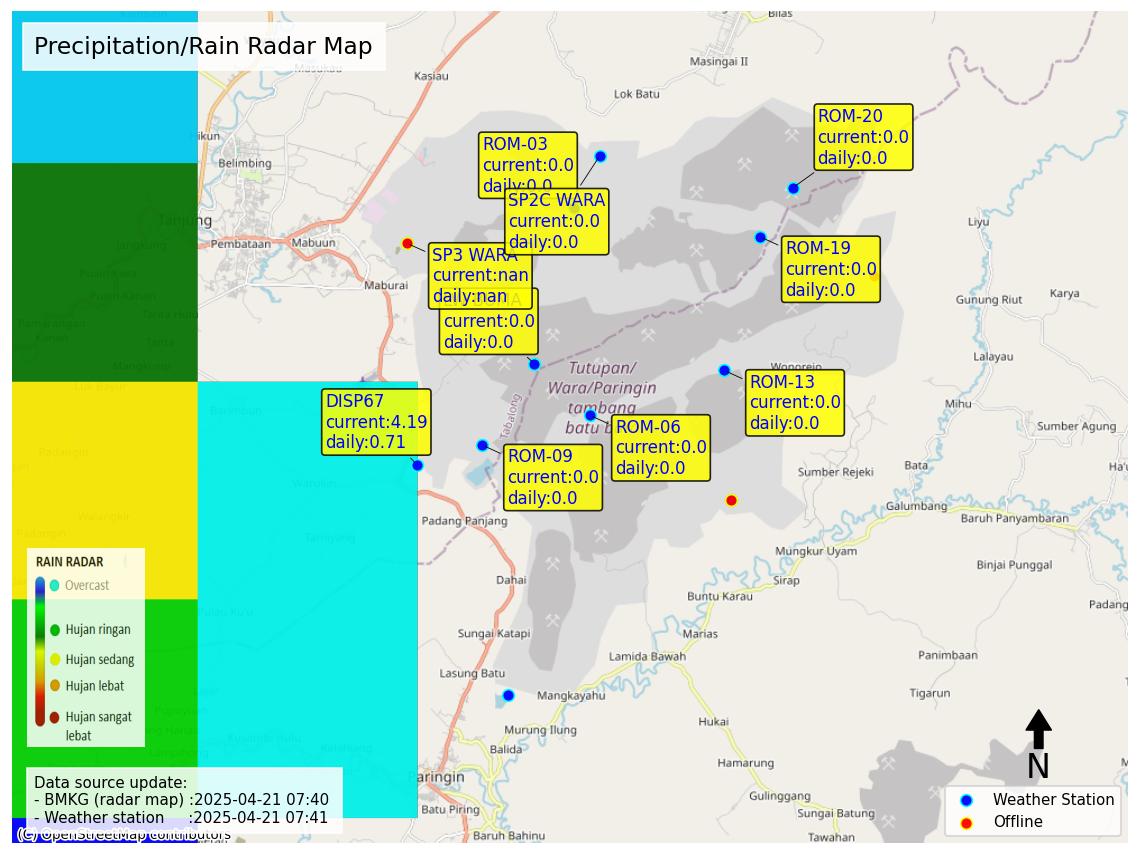 Precipitation/Rain Radar Map
Bilas
Masingai II
Kasiau
Lok Batu
Hikun
Belimbing
Tanjung
Jangkung
Pembataan
Mabuun
Maburai
ROM-03
current:0.0
daily:0.0
SP2C WARA
current:0.0
daily:0.0
ROM-20
current:0.0
daily:0.0
ROM-19
current:0.0
daily:0.0
SP3 WARA
current:nan
daily:nan
current:0.0
daily:0.0
Liyu
Gunung Riut
Karya
Lalayau
Mihu
Sumber Agung
Wonorejo
Tutupan/
Wara/Paringin
tambang
batu
Tabalong
ROM-13
current:0.0
daily:0.0
DISP67
current:4.19
daily:0.71
ROM-06
current:0.0
daily:0.0
ROM-09
current:0.0
daily:0.0
Sumber Rejeki
Bata
Galumbang
Baruh Panyambaran
Padang Panjang
Mungkur Uyam
Binjai Punggal
Dahai
Sirap
Buntu Karau
Padang
Sungai Katapi
Marias
Lamida Bawah
Panimbaan
Lasung Batu
Mangkayahu
Tigarun
Murung Ilung
Hukai
Balida
Hamarung
Paringin
Gulinggang
Batu Piring
Sungai Batung
Baruh Bahinu
Tawahan
RAIN RADAR
Overcast
Hujan ringan
Hujan sedang
Hujan lebat
Hujan sangat
lebat
Data source update:
- BMKG (radar map) :2025-04-21 07:40
- Weather station :2025-04-21 07:41
(C) OpenStreetMap contributors
N
Weather Station
Offline